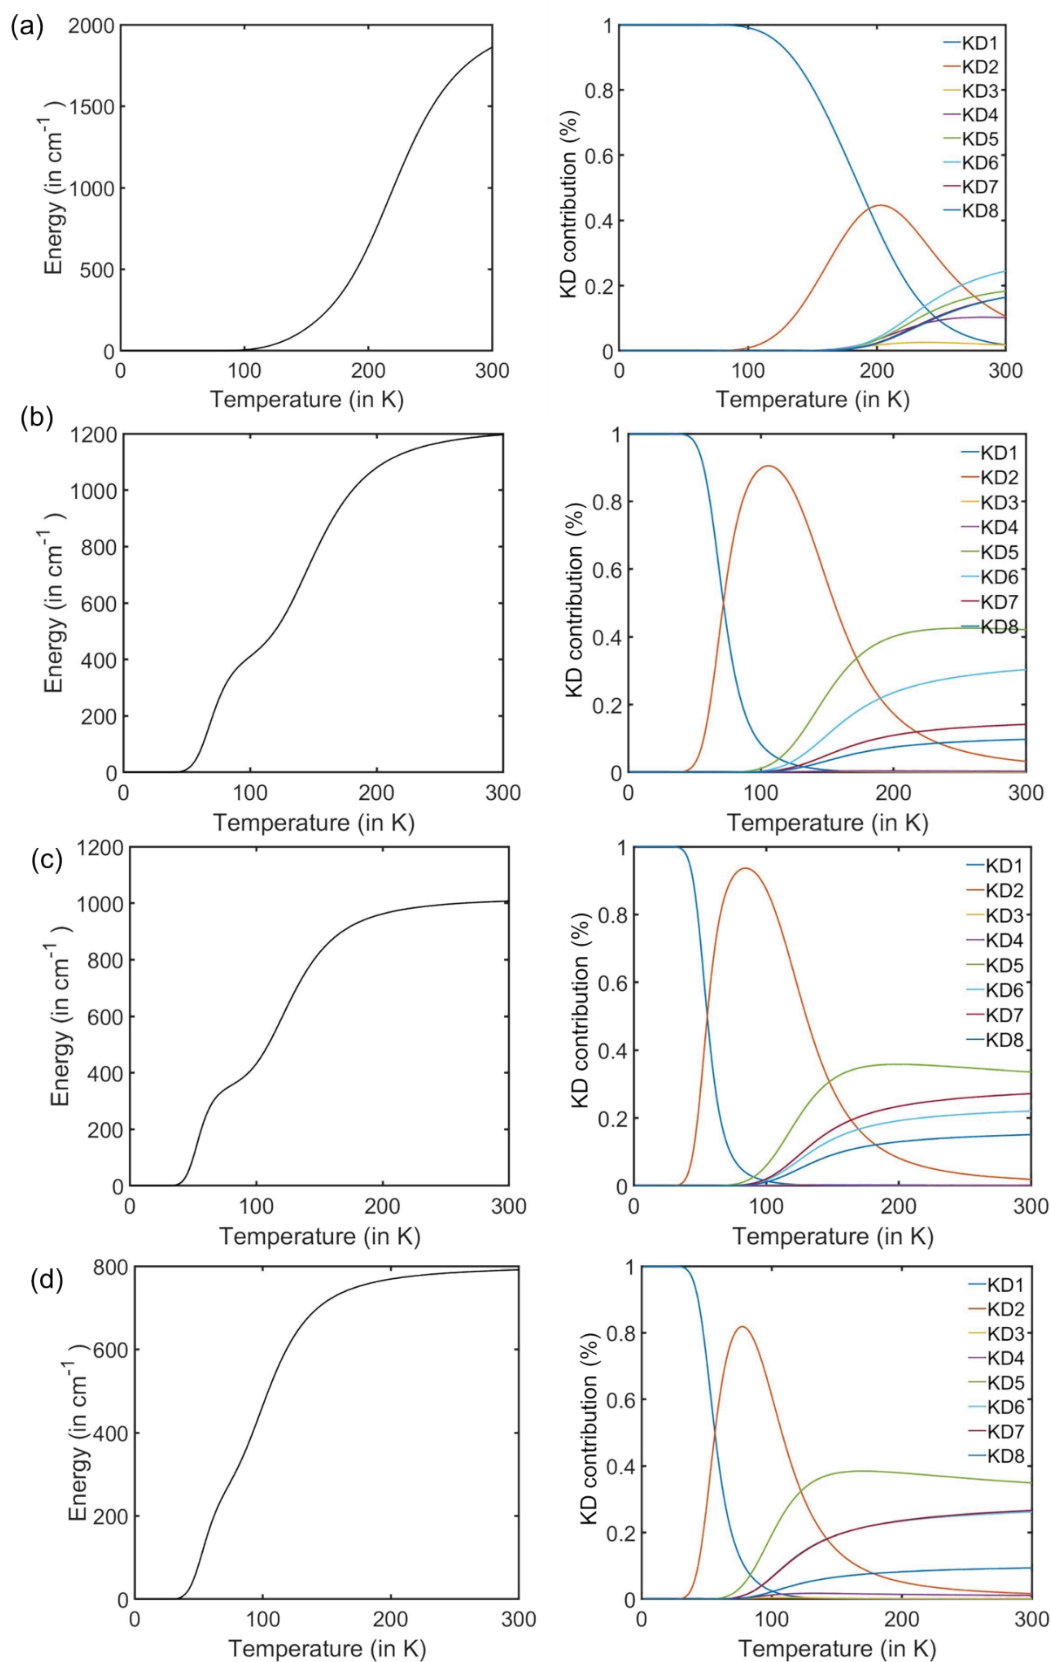 (a)
2000
1500
1000
500
0
Energy (in cm-1 )
0 100 200 300
Temperature (in K)
1
0.8
0.6
0.4
0.2
0
KD contribution (%)
KD1
KD2
KD3
KD4
KD5
KD6
KD7
KD8
0 100 200 300
Temperature (in K)
(b)
1200
1000
800
600
400
200
0
Energy (in cm-1 )
0 100 200 300
Temperature (in K)
1
0.8
0.6
0.4
0.2
0
KD contribution (%)
KD1
KD2
KD3
KD4
KD5
KD6
KD7
KD8
0 100 200 300
Temperature (in K)
(c)
1200
1000
800
600
400
200
0
Energy (in cm-1 )
0 100 200 300
Temperature (in K)
1
0.8
0.6
0.4
0.2
0
KD contribution (%)
KD1
KD2
KD3
KD4
KD5
KD6
KD7
KD8
0 100 200 300
Temperature (in K)
(d)
800
600
400
200
0
Energy (in cm-1 )
0 100 200 300
Temperature (in K)
1
0.8
0.6
0.4
0.2
0
KD contribution (%)
KD1
KD2
KD3
KD4
KD5
KD6
KD7
KD8
0 100 200 300
Temperature (in K)